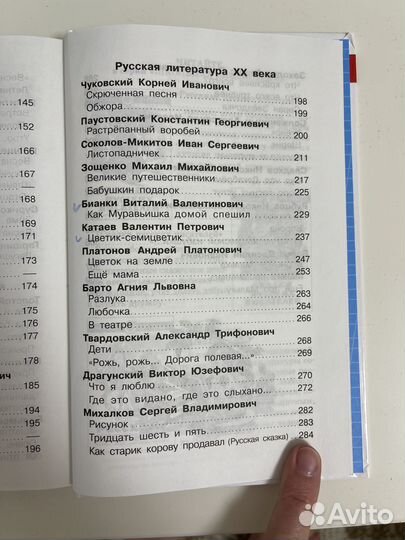 145
152
166
—
167
168
169
171
—
174
175
176
—
178
185
194
195
—
196
Русская литература XX века
Чуковский Корней Иванович
Скрюченная песня 198
Обжора 199
Паустовский Константин Георгиевич
Растрёпанный воробей 200
Соколов-Микитов Иван Сергеевич
Листопадничек 211
Зощенко Михаил Михайлович
Великие путешественники 217
Бабушкин подарок 225
Бианки Виталий Валентинович
Как Муравьишка домой спешил 229
Катаев Валентин Петрович
Цветик-семицветик 237
Платонов Андрей Платонович
Цветок на земле 247
Ещё мама 253
Барто Агния Львовна
Разлука 263
Любочка 264
В театре 266
Твардовский Александр Трифонович
Дети 268
«Рожь, рожь... Дорога полевая...» 269
Драгунский Виктор Юзефович
Что я люблю 270
Где это видано, где это слыхано... 272
Михалков Сергей Владимирович
Рисунок 282
Тридцать шесть и пять 283
Как старик корову продавал (Русская сказка) 284
Avito